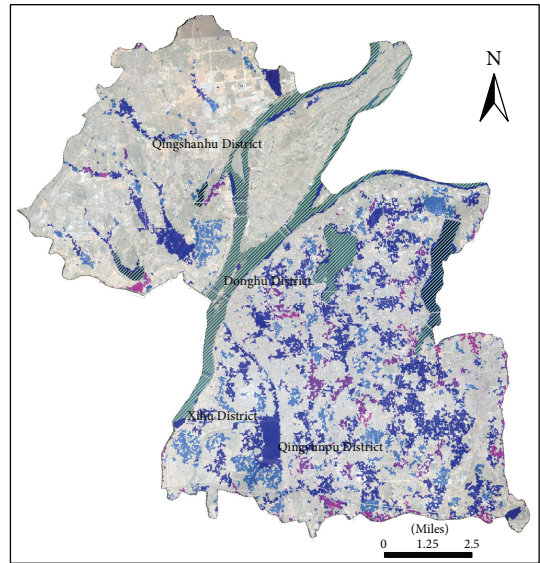 N
Qingshanhu District
Donghu District
Xihu District
Qingyunpu District
(Miles)
0 1.25 2.5